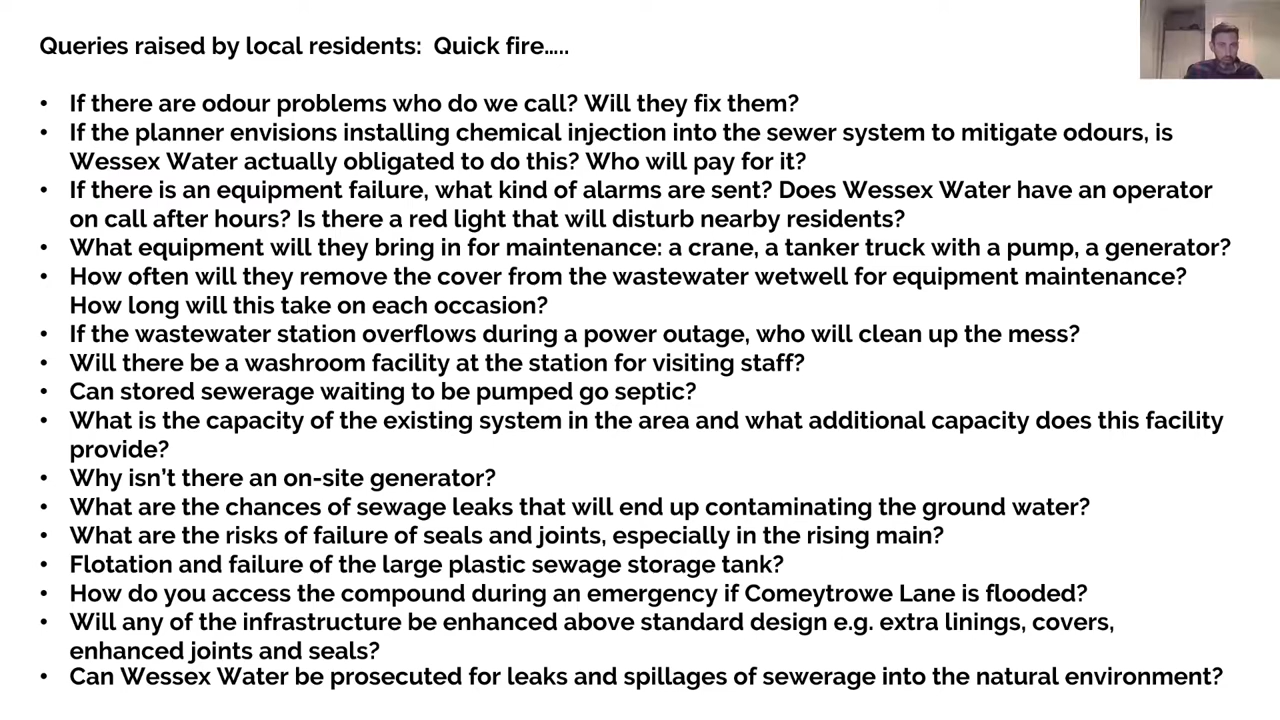 Queries raised by local residents:  Quick fire.....
• If there are odour problems who do we call? Will they fix them?
• If the planner envisions installing chemical injection into the sewer system to mitigate odours, is
Wessex Water actually obligated to do this? Who will pay for it?
• If there is an equipment failure, what kind of alarms are sent? Does Wessex Water have an operator
on call after hours? Is there a red light that will disturb nearby residents?
• What equipment will they bring in for maintenance: a crane, a tanker truck with a pump, a generator?
• How often will they remove the cover from the wastewater wetwell for equipment maintenance?
How long will this take on each occasion?
• If the wastewater station overflows during a power outage, who will clean up the mess?
• Will there be a washroom facility at the station for visiting staff?
• Can stored sewerage waiting to be pumped go septic?
• What is the capacity of the existing system in the area and what additional capacity does this facility
provide?
• Why isn't there an on-site generator?
• What are the chances of sewage leaks that will end up contaminating the ground water?
• What are the risks of failure of seals and joints, especially in the rising main?
• Flotation and failure of the large plastic sewage storage tank?
• How do you access the compound during an emergency if Comeytrowe Lane is flooded?
• Will any of the infrastructure be enhanced above standard design e.g. extra linings, covers,
enhanced joints and seals?
• Can Wessex Water be prosecuted for leaks and spillages of sewerage into the natural environment?